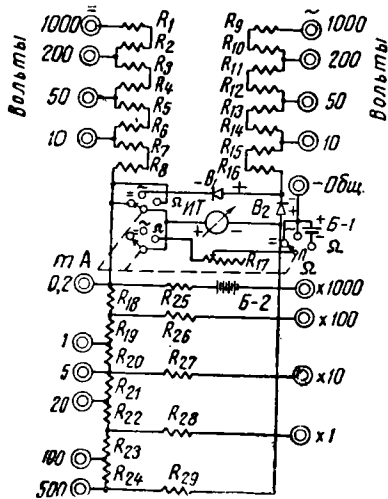 = ~
1000 R1 R9 1000
R2 R10
200 R3 R11 200
R4 R12
50 R5 R13 50
R6 R14
10 R7 R15 10
R8 R16
Вольты
Вольты
~ В1 + -
= Ω ИТ В2 -Общ.
~ Ω + - = ~ + Б-1
R17 Л Ω
mA Ω
0,2 R18 R25 Б-2 x1000
R26 x100
1 R19
R20 R27 x10
5
R21
20
R22 R28 x1
R23
100
R24 R29
500